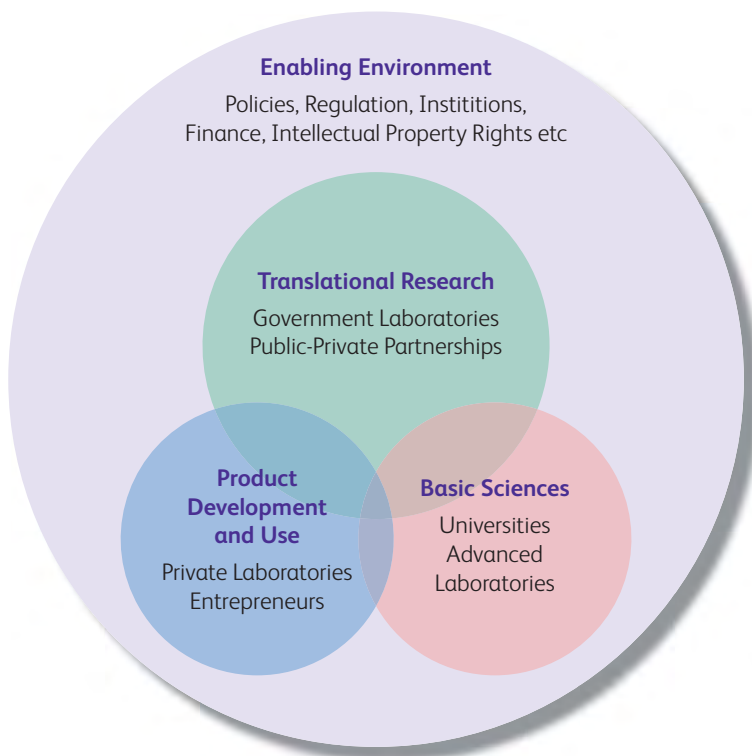 Enabling Environment
Policies, Regulation, Instititions,
Finance, Intellectual Property Rights etc
Translational Research
Government Laboratories
Public-Private Partnerships
Product
Development
and Use
Private Laboratories
Entrepreneurs
Basic Sciences
Universities
Advanced
Laboratories